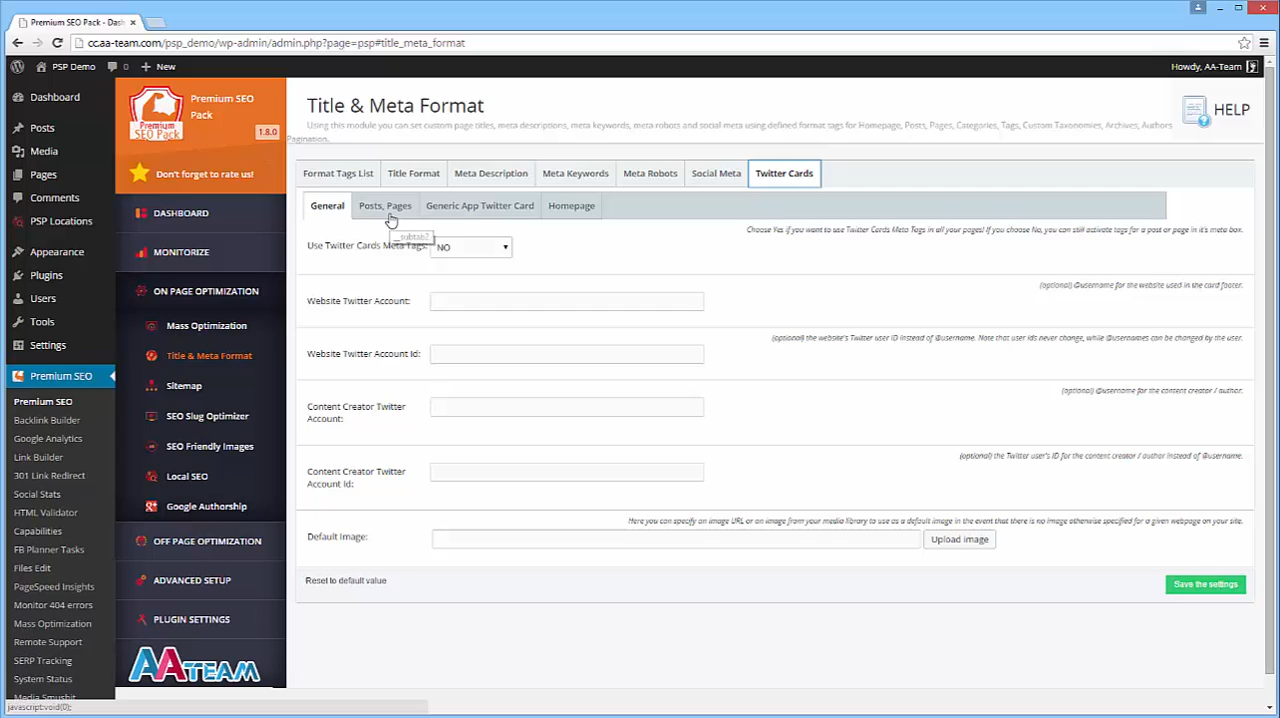 Premium SEO Pack - Dash
cc.aa-team.com/psp_demo/wp-admin/admin.php?page=psp#title_meta_format
PSP Demo
0
+ New
Howdy, AA-Team
Dashboard
Posts
Media
Pages
Comments
PSP Locations
Appearance
Plugins
Users
Tools
Settings
Premium SEO
Premium SEO
Backlink Builder
Google Analytics
Link Builder
301 Link Redirect
Social Stats
HTML Validator
Capabilities
FB Planner Tasks
Files Edit
PageSpeed Insights
Monitor 404 errors
Mass Optimization
Remote Support
SERP Tracking
System Status
Media Smushit
javascript:void(0);
Premium
SEO Pack
Premium SEO
Pack
1.8.0
Don't forget to rate us!
DASHBOARD
MONITORIZE
ON PAGE OPTIMIZATION
Mass Optimization
Title & Meta Format
Sitemap
SEO Slug Optimizer
SEO Friendly Images
Local SEO
Google Authorship
OFF PAGE OPTIMIZATION
ADVANCED SETUP
PLUGIN SETTINGS
AATEAM
Title & Meta Format
Using this module you can set custom page titles, meta descriptions, meta keywords, meta robots and social meta using defined format tags for Homepage, Posts, Pages, Categories, Tags, Custom Taxonomies, Archives, Authors
Pagination.
HELP
Format Tags List
Title Format
Meta Description
Meta Keywords
Meta Robots
Social Meta
Twitter Cards
General
Posts, Pages
Generic App Twitter Card
Homepage
__subtab2
Use Twitter Cards Meta Tags:
NO
Choose Yes if you want to use Twitter Cards Meta Tags in all your pages! If you choose No, you can still activate tags for a post or page in it's meta box.
Website Twitter Account:
(optional) @username for the website used in the card footer.
Website Twitter Account Id:
(optional) the website's Twitter user ID instead of @username. Note that user ids never change, while @usernames can be changed by the user.
Content Creator Twitter
Account:
(optional) @username for the content creator / author.
Content Creator Twitter
Account Id:
(optional) the Twitter user's ID for the content creator / author instead of @username.
Default Image:
Here you can specify an image URL or an image from your media library to use as a default image in the event that there is no image otherwise specified for a given webpage on your site.
Upload image
Reset to default value
Save the settings